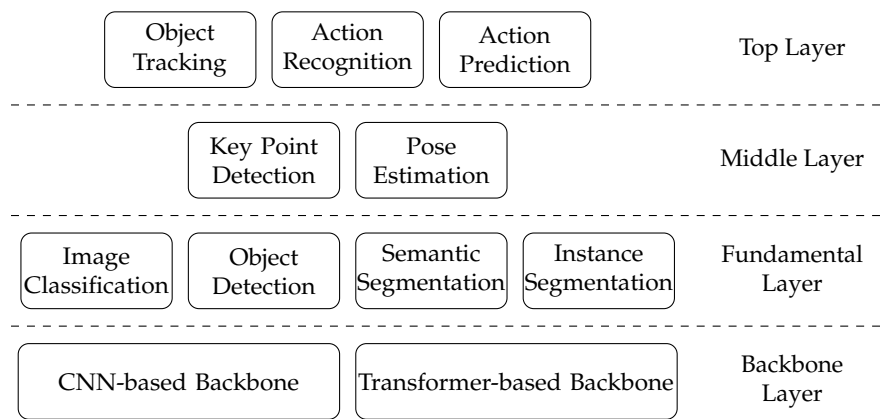 Object
Tracking
Action
Recognition
Action
Prediction
Top Layer
Key Point
Detection
Pose
Estimation
Middle Layer
Image
Classification
Object
Detection
Semantic
Segmentation
Instance
Segmentation
Fundamental
Layer
CNN-based Backbone
Transformer-based Backbone
Backbone
Layer